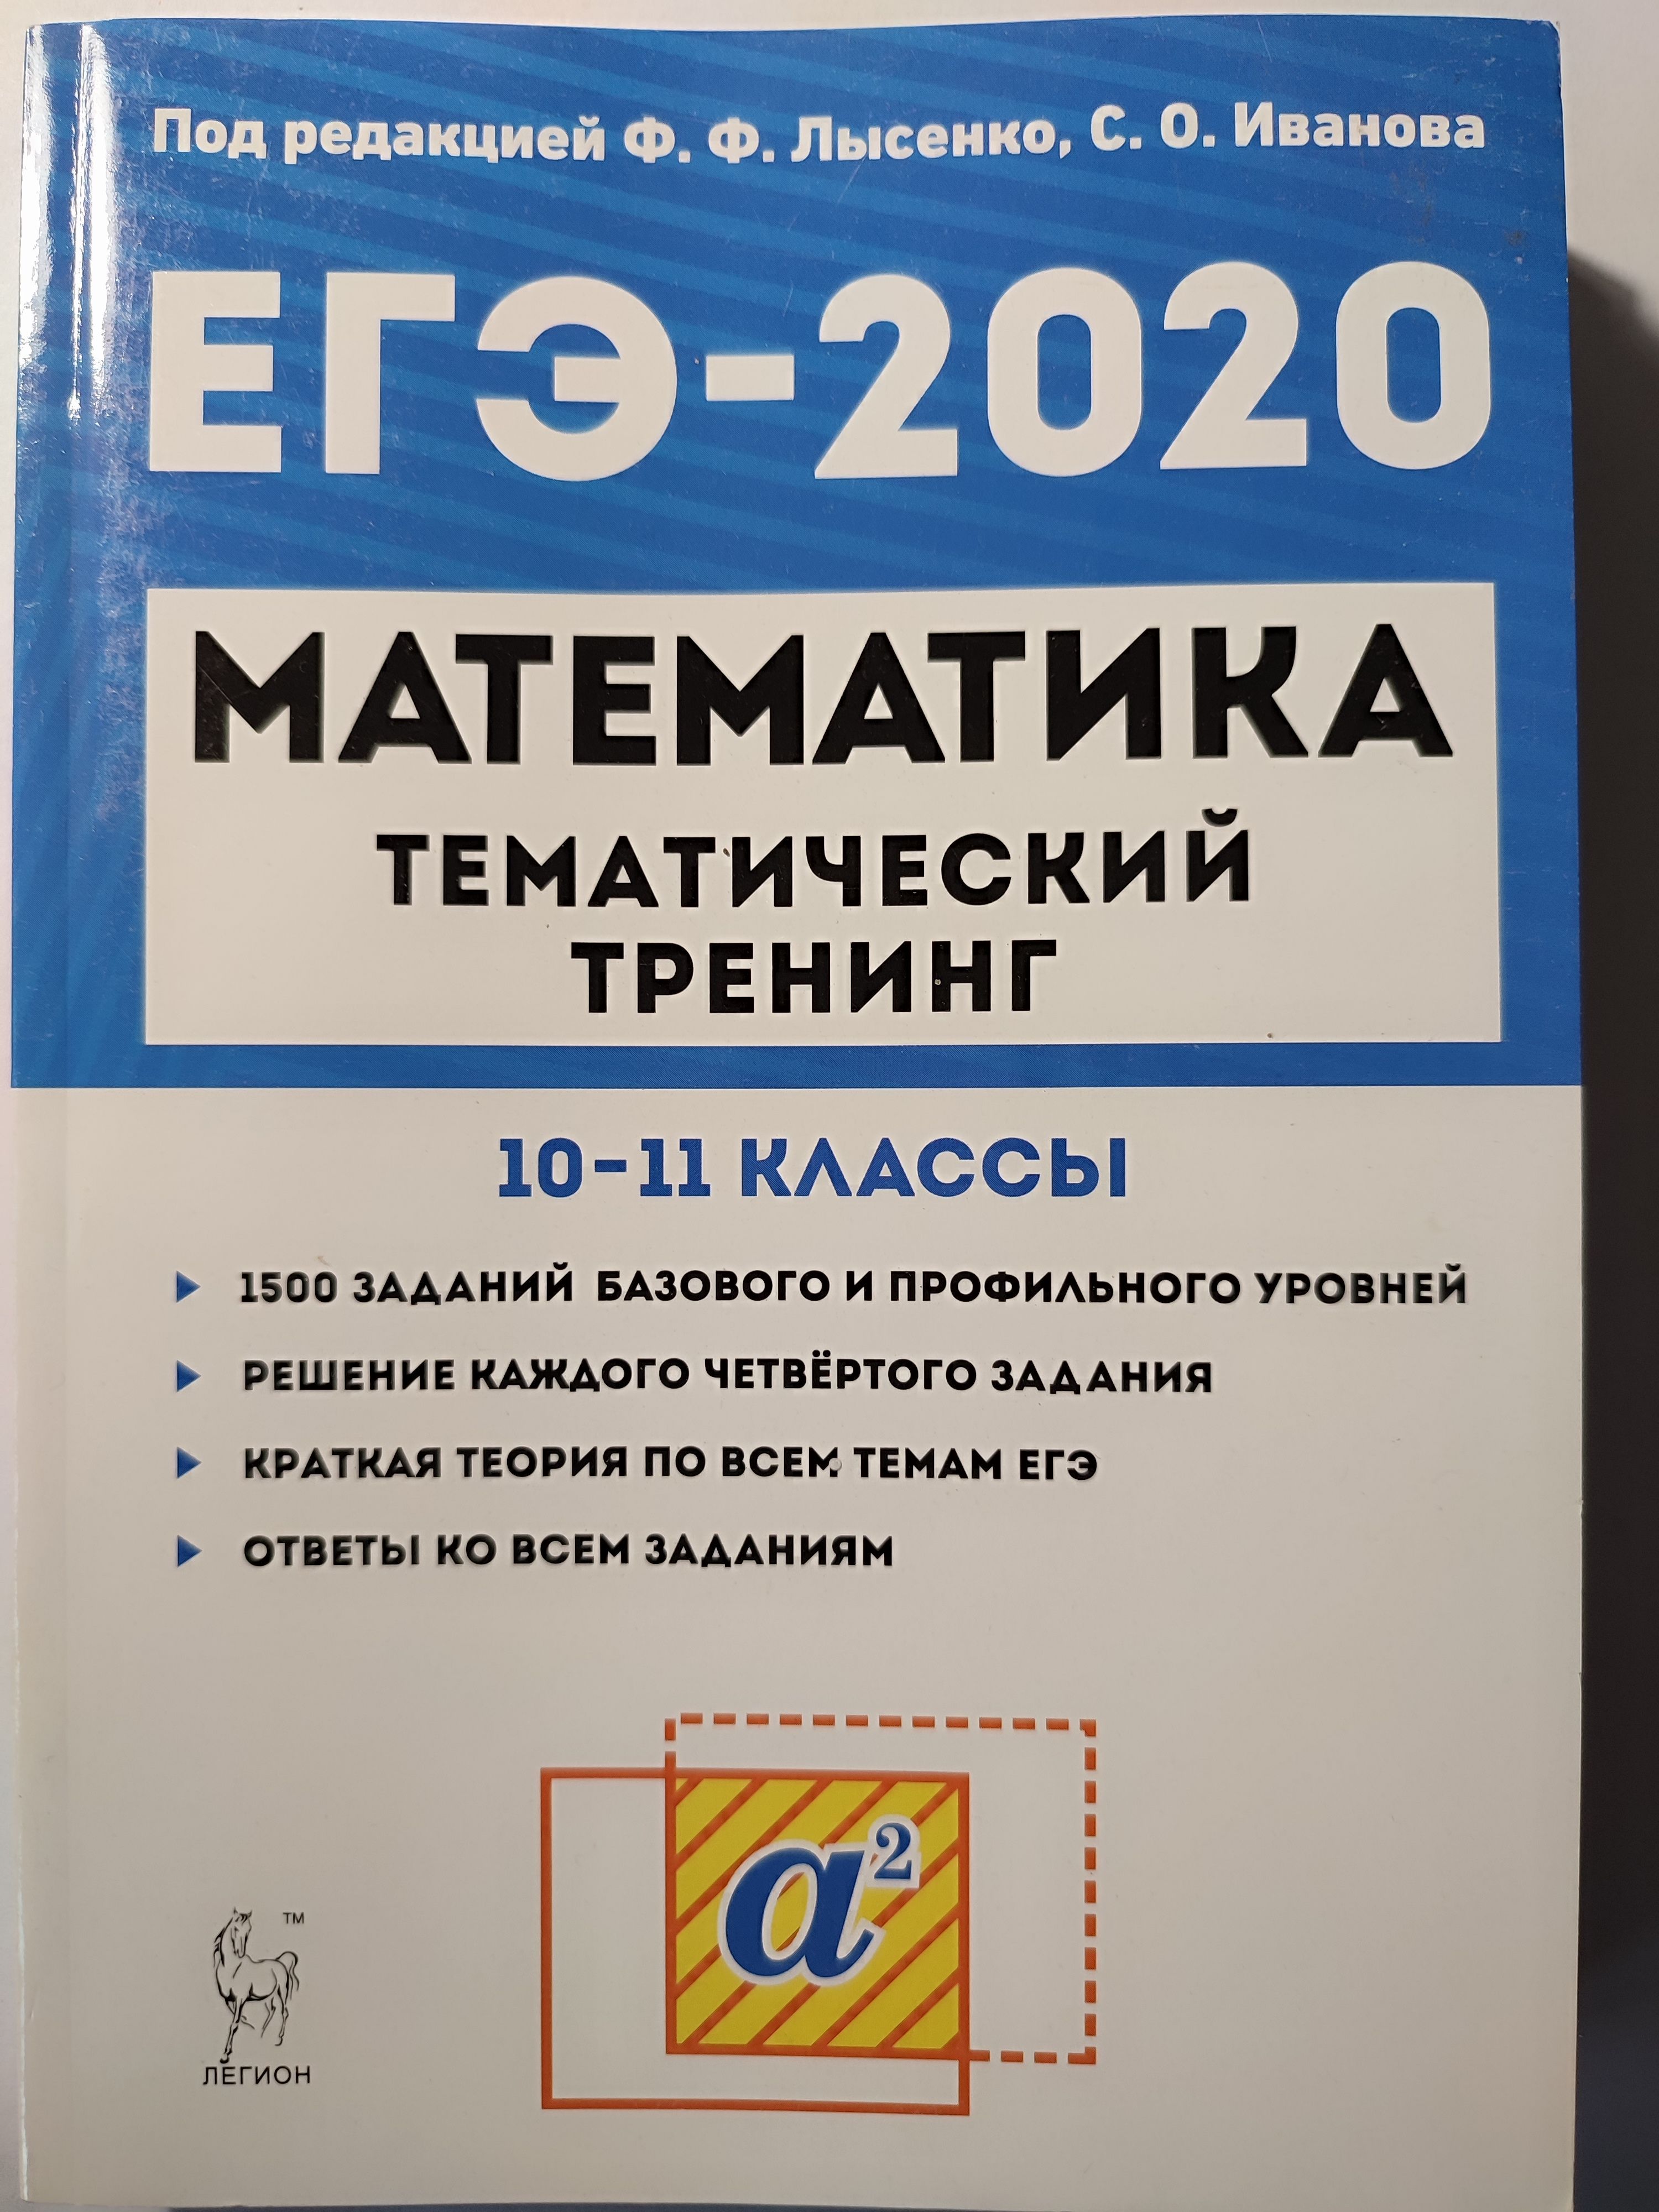 Под редакцией Ф. Ф. Лысенко, С. О. Иванова
ЕГЭ-2020
МАТЕМАТИКА
ТЕМАТИЧЕСКИЙ
ТРЕНИНГ
10-11 КЛАССЫ
1500 ЗАДАНИЙ БАЗОВОГО И ПРОФИЛЬНОГО УРОВНЕЙ
РЕШЕНИЕ КАЖДОГО ЧЕТВЁРТОГО ЗАДАНИЯ
КРАТКАЯ ТЕОРИЯ ПО ВСЕМ ТЕМАМ ЕГЭ
ОТВЕТЫ КО ВСЕМ ЗАДАНИЯМ
a²
TM
ЛЕГИОН